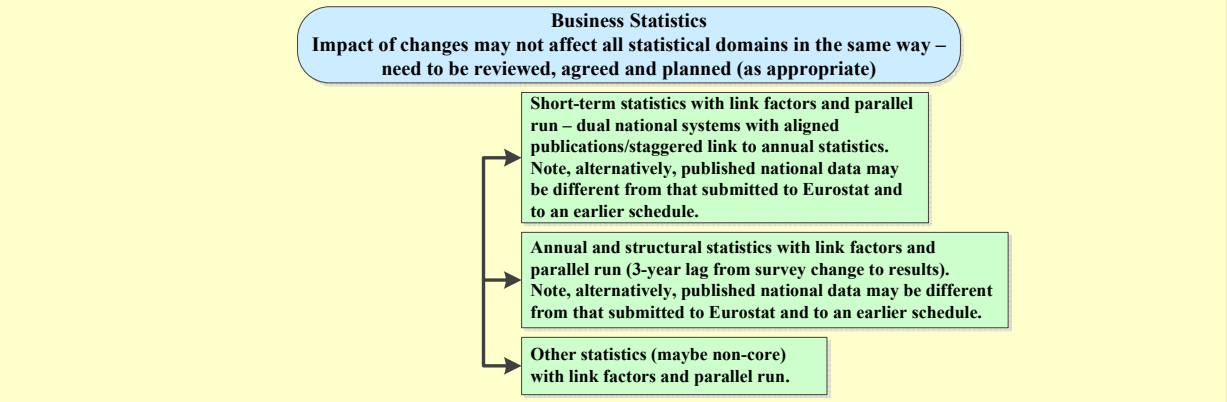 Business Statistics
Impact of changes may not affect all statistical domains in the same way –
need to be reviewed, agreed and planned (as appropriate)
Short-term statistics with link factors and parallel
run – dual national systems with aligned
publications/staggered link to annual statistics.
Note, alternatively, published national data may
be different from that submitted to Eurostat and
to an earlier schedule.
Annual and structural statistics with link factors and
parallel run (3-year lag from survey change to results).
Note, alternatively, published national data may be different
from that submitted to Eurostat and to an earlier schedule.
Other statistics (maybe non-core)
with link factors and parallel run.